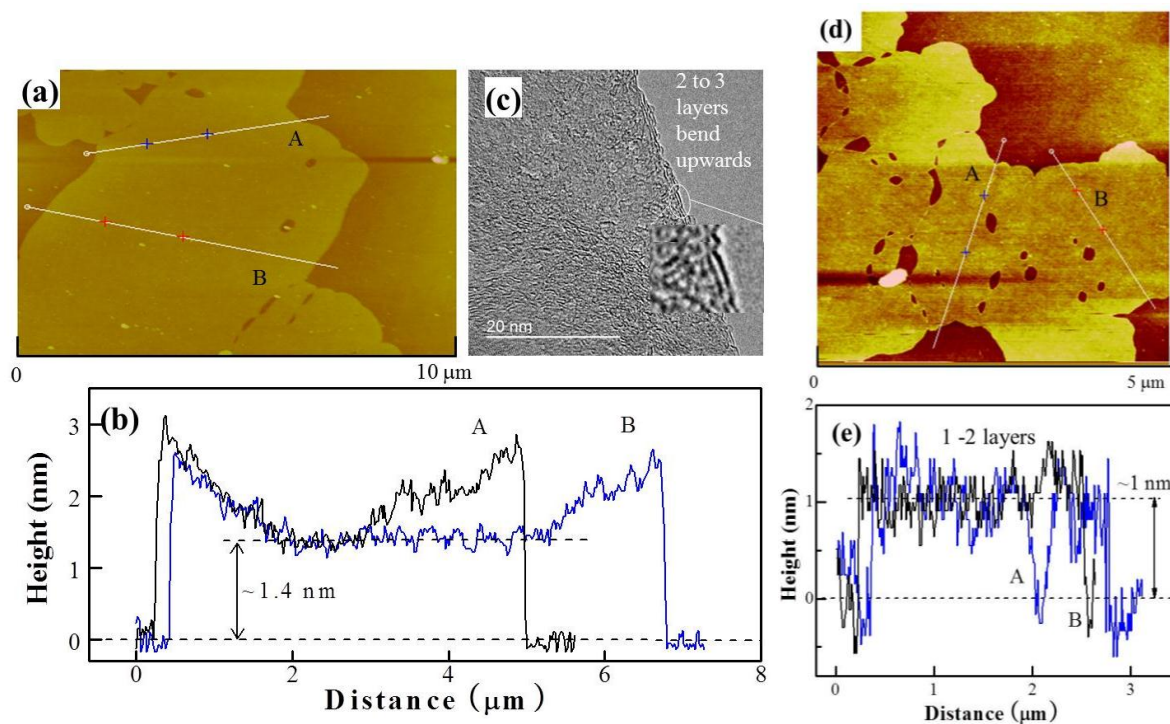 (a)
A
B
0
10 μm
(c)
2 to 3
layers
bend
upwards
20 nm
(d)
A
B
0
5 μm
(b)
A
B
3
2
1
0
~1.4 nm
Height (nm)
0
2
4
6
8
Distance (μm)
(e)
1 -2 layers
~1 nm
2
1
0
A
B
Height (nm)
0
1
2
3
Distance (μm)